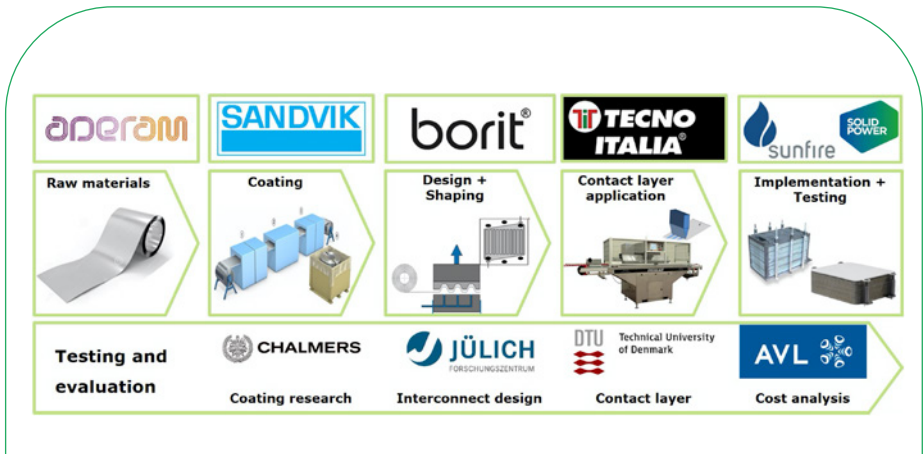 aperam
SANDVIK
borit®
TiT TECNO
ITALIA®
sunfire
SOLID
POWER
Raw materials
Coating
Design +
Shaping
Contact layer
application
Implementation +
Testing
Testing and
evaluation
CHALMERS
JÜLICH
FORSCHUNGSZENTRUM
DTU
Technical University
of Denmark
AVL
Coating research
Interconnect design
Contact layer
Cost analysis